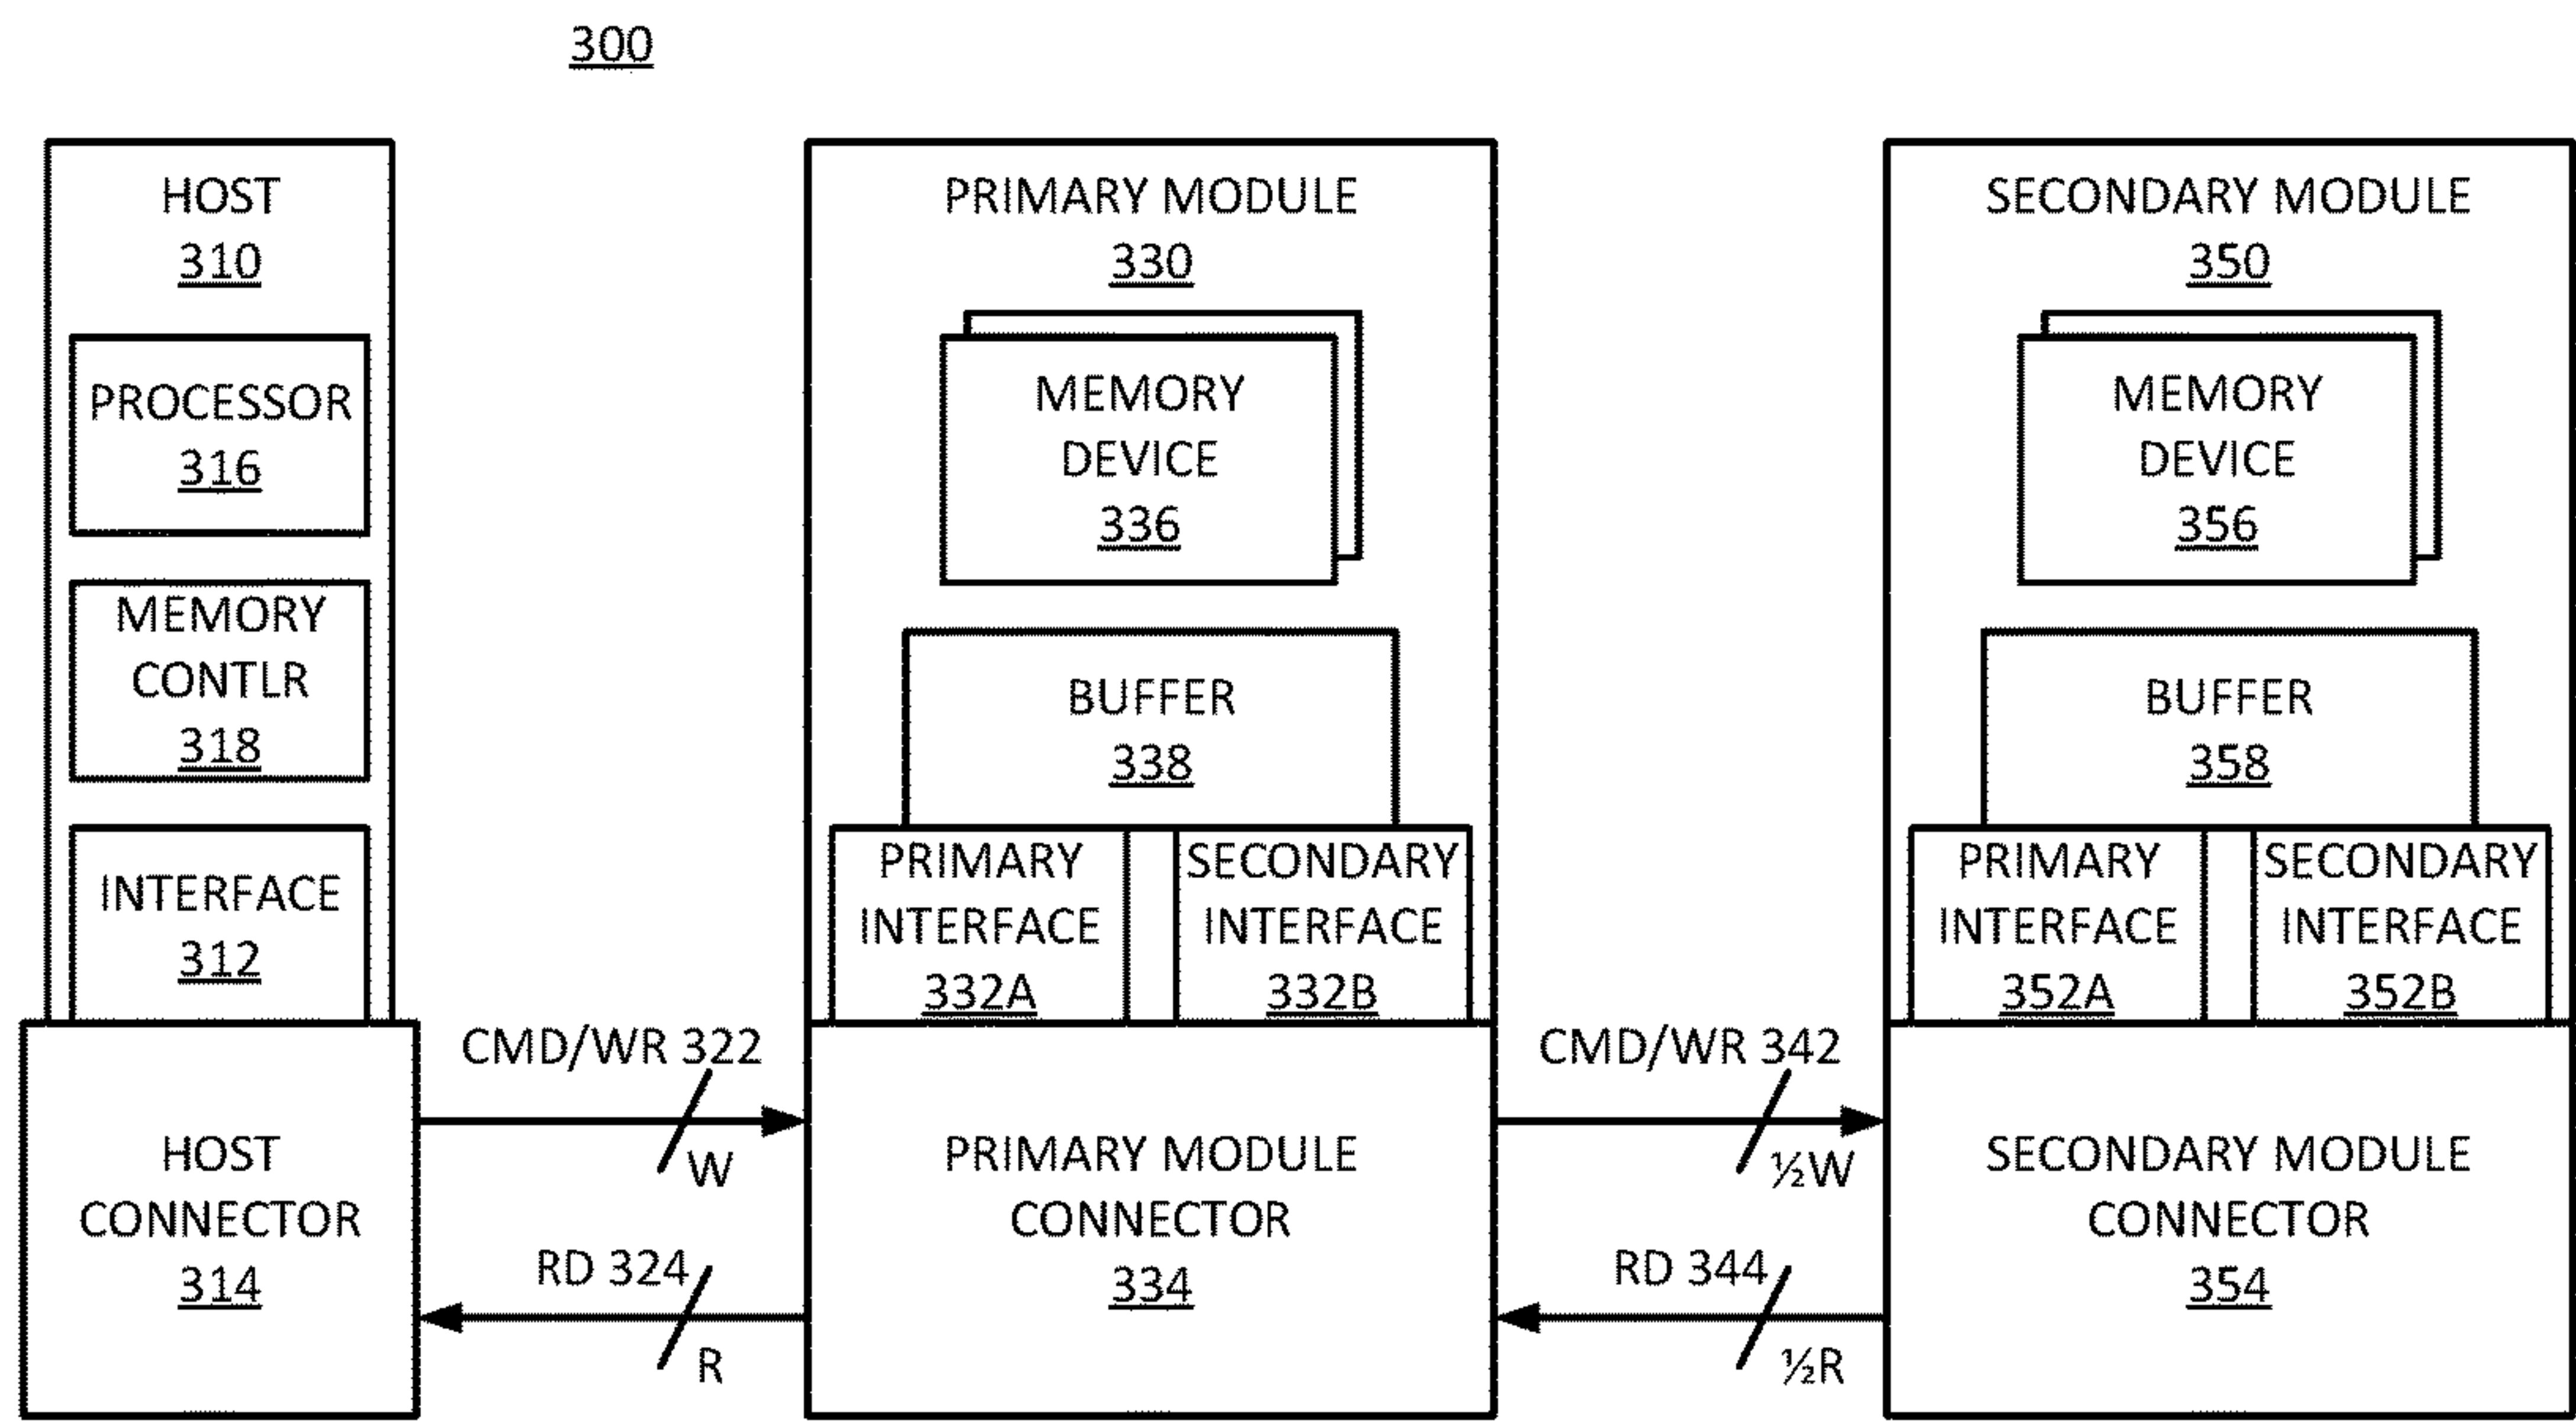 300
HOST
310
PROCESSOR
316
MEMORY
CONTLR
318
INTERFACE
312
HOST
CONNECTOR
314
CMD/WR 322
W
RD 324
R
PRIMARY MODULE
330
MEMORY
DEVICE
336
BUFFER
338
PRIMARY
INTERFACE
332A
SECONDARY
INTERFACE
332B
PRIMARY MODULE
CONNECTOR
334
CMD/WR 342
½W
RD 344
½R
SECONDARY MODULE
350
MEMORY
DEVICE
356
BUFFER
358
PRIMARY
INTERFACE
352A
SECONDARY
INTERFACE
352B
SECONDARY MODULE
CONNECTOR
354